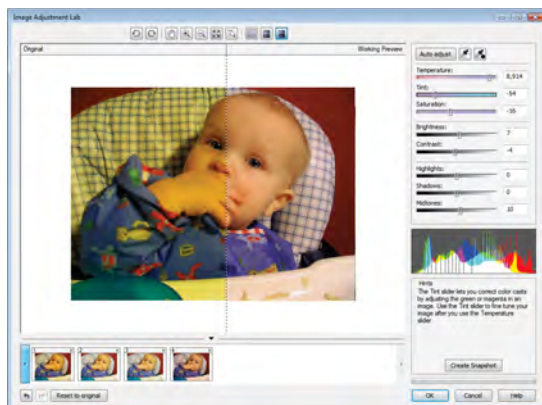 Image Adjustment Lab
Original
Working Preview
Auto adjust
Temperature:
8,914
Tint:
-54
Saturation:
-16
Brightness:
7
Contrast:
-4
Highlights:
0
Shadows:
0
Midtones:
10
Hints
The Tint slider lets you correct color casts
by adjusting the green or magenta in an
image. Use the Tint slider to fine tune your
image after you use the Temperature
slider.
Create Snapshot
Reset to original
OK
Cancel
Help